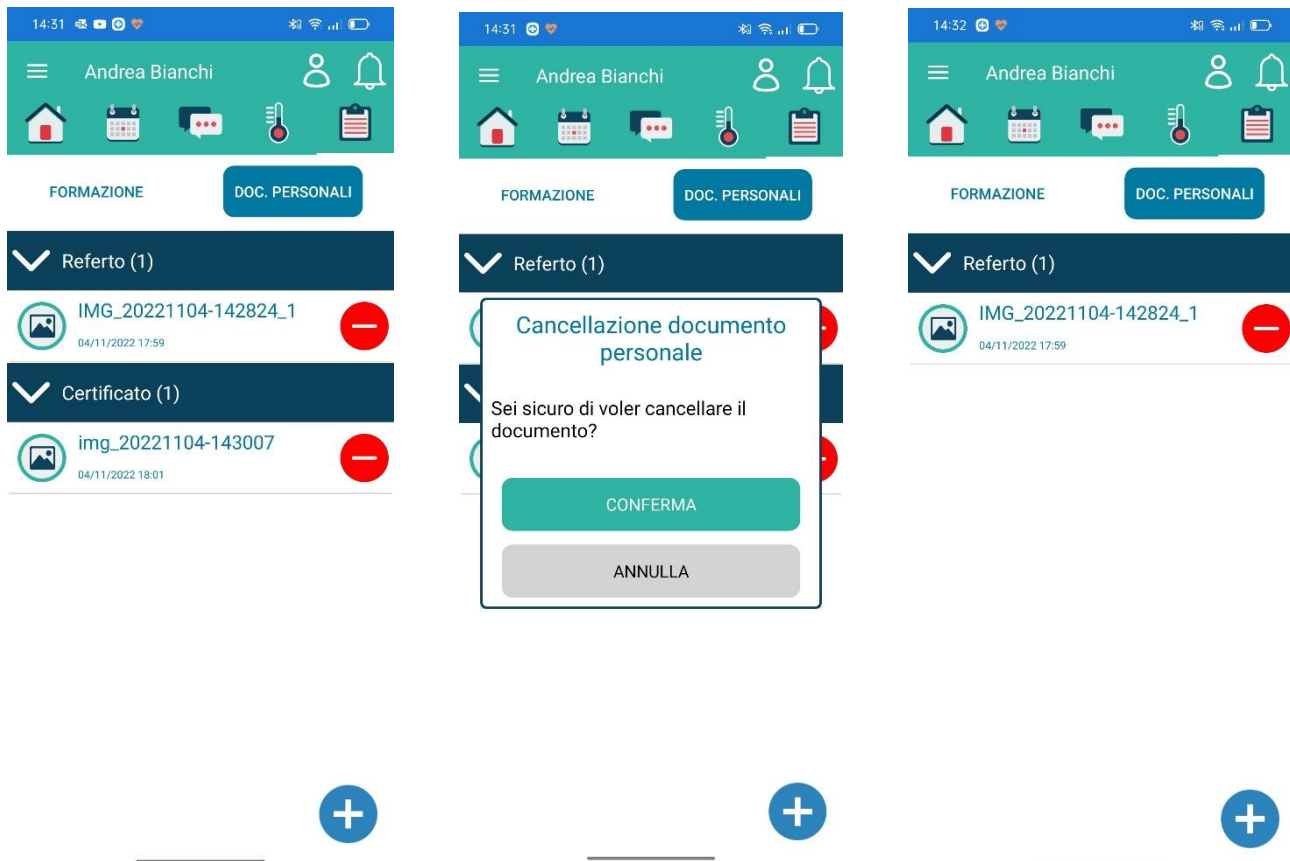 14:31
Andrea Bianchi
FORMAZIONE
DOC. PERSONALI
Referto (1)
IMG_20221104-142824_1
04/11/2022 17:59
Certificato (1)
img_20221104-143007
04/11/2022 18:01
14:31
Andrea Bianchi
FORMAZIONE
DOC. PERSONALI
Referto (1)
Cancellazione documento
personale
Sei sicuro di voler cancellare il
documento?
CONFERMA
ANNULLA
14:32
Andrea Bianchi
FORMAZIONE
DOC. PERSONALI
Referto (1)
IMG_20221104-142824_1
04/11/2022 17:59